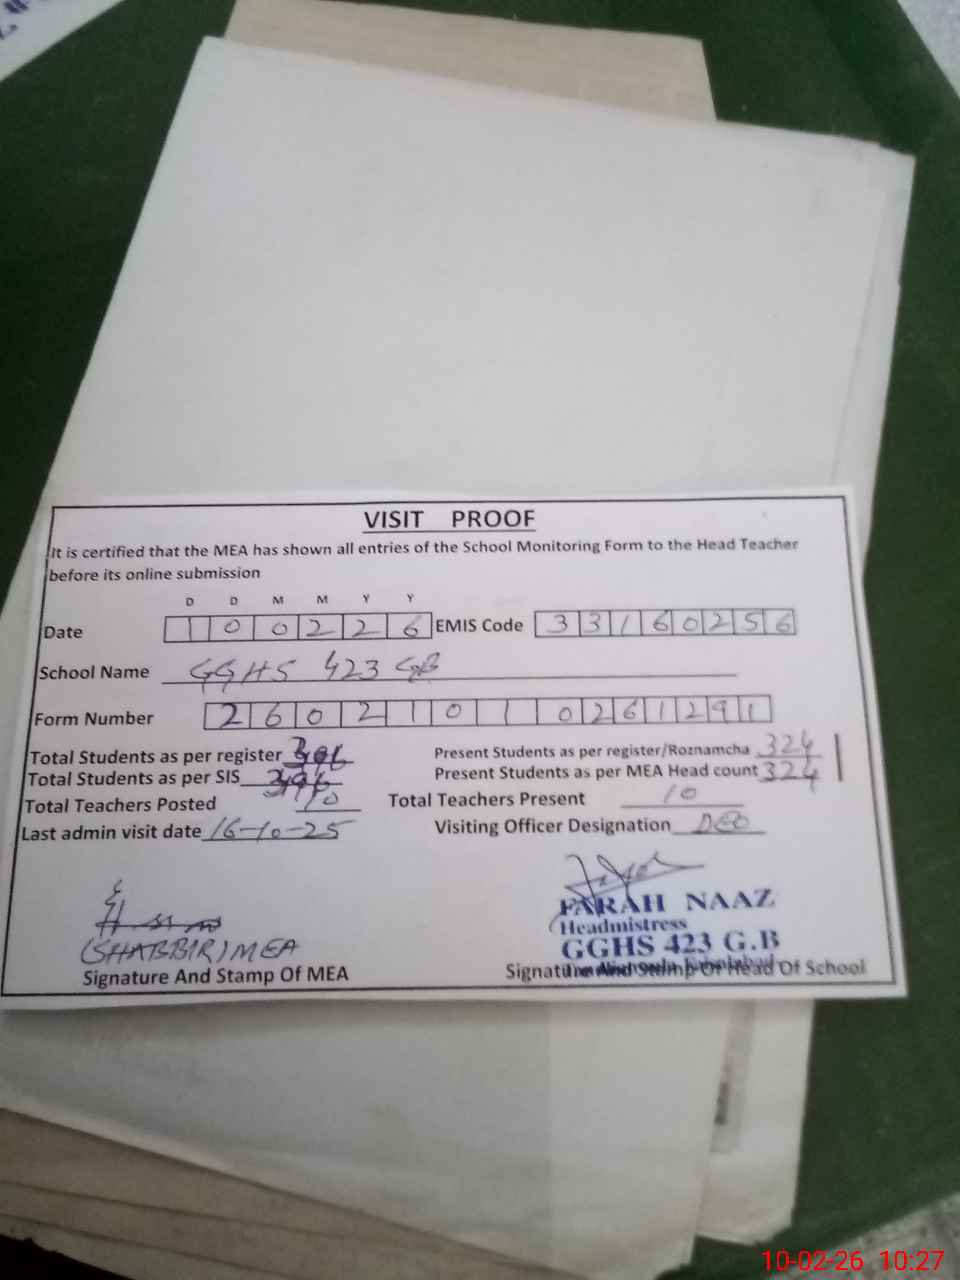 VISIT PROOF
It is certified that the MEA has shown all entries of the School Monitoring Form to the Head Teacher
before its online submission
D D M M Y Y
Date 1 0 0 2 2 6 EMIS Code 3 3 1 6 0 2 5 6
School Name GGHS 423 GB
Form Number 2 6 0 2 1 0 1 0 2 6 1 2 9 1
Total Students as per register Present Students as per register/Roznamcha 324
Total Students as per SIS Present Students as per MEA Head count 324
Total Teachers Posted 10 Total Teachers Present 10
Last admin visit date 16-10-25 Visiting Officer Designation DEO
(SHABBIR) MEA
FARAH NAAZ
Headmistress
GGHS 423 G.B
Signature And Stamp Of MEA Signature And Stamp Of Head Of School
10-02-26 10:27